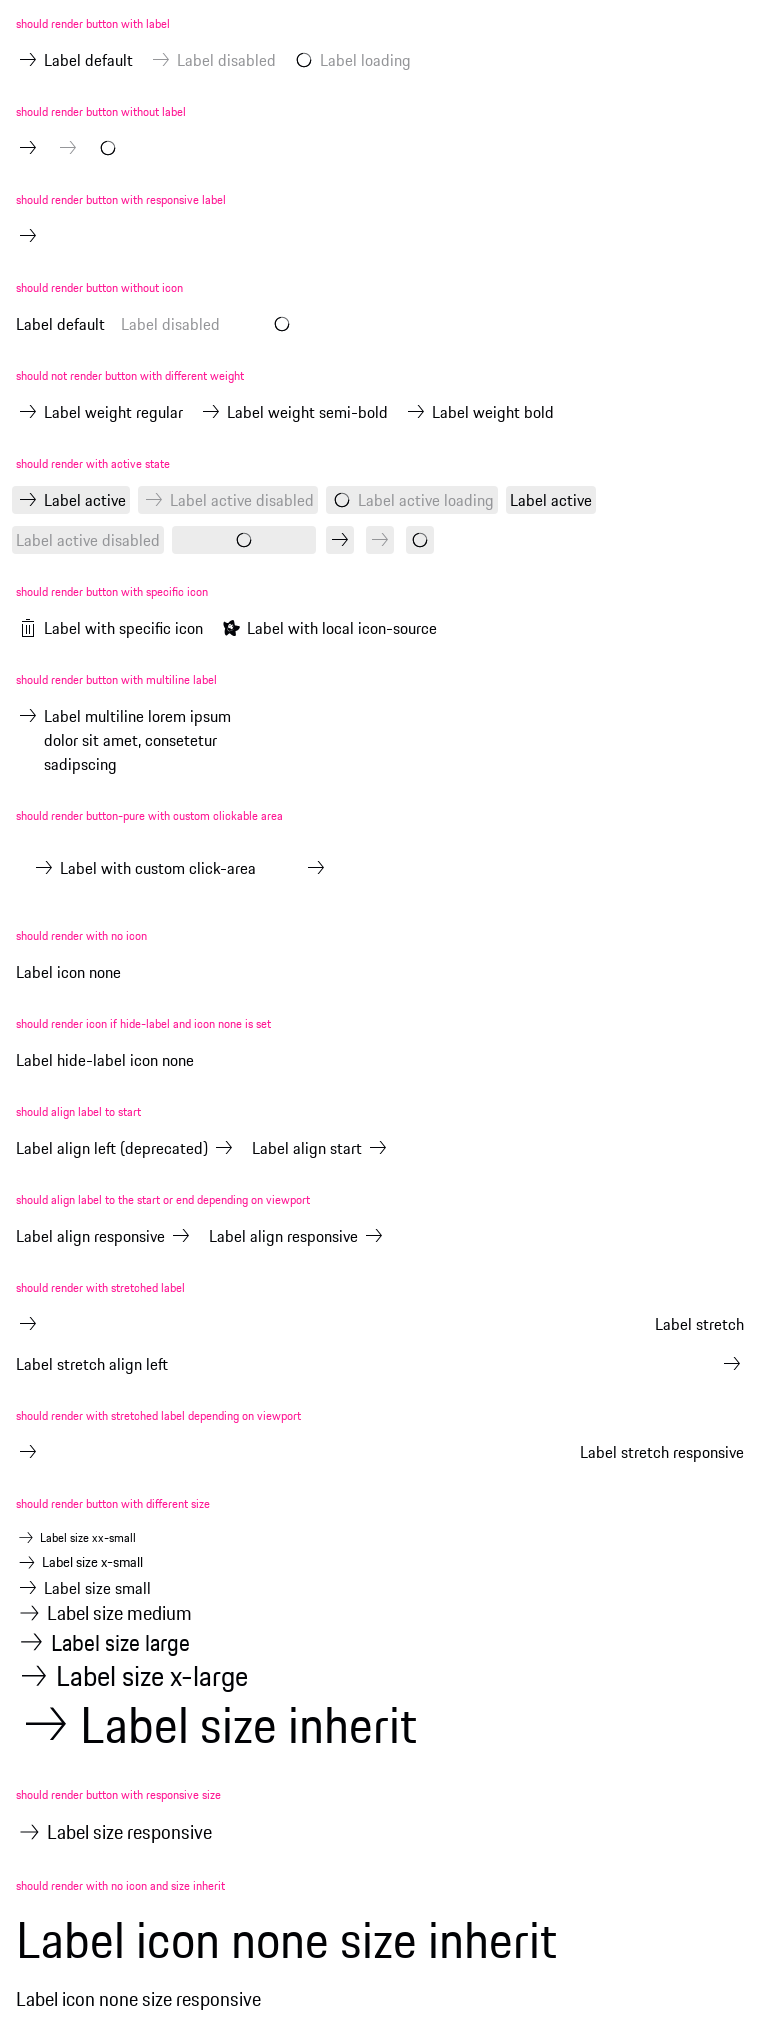 should render button with label
Label default Label disabled Label loading
should render button without label
should render button with responsive label
should render button without icon
Label default Label disabled
should not render button with different weight
Label weight regular Label weight semi-bold Label weight bold
should render with active state
Label active Label active disabled Label active loading Label active
Label active disabled
should render button with specific icon
Label with specific icon Label with local icon-source
should render button with multiline label
Label multiline lorem ipsum
dolor sit amet, consetetur
sadipscing
should render button-pure with custom clickable area
Label with custom click-area
should render with no icon
Label icon none
should render icon if hide-label and icon none is set
Label hide-label icon none
should align label to start
Label align left (deprecated) Label align start
should align label to the start or end depending on viewport
Label align responsive Label align responsive
should render with stretched label
Label stretch
Label stretch align left
should render with stretched label depending on viewport
Label stretch responsive
should render button with different size
Label size xx-small
Label size x-small
Label size small
Label size medium
Label size large
Label size x-large
Label size inherit
should render button with responsive size
Label size responsive
should render with no icon and size inherit
Label icon none size inherit
Label icon none size responsive